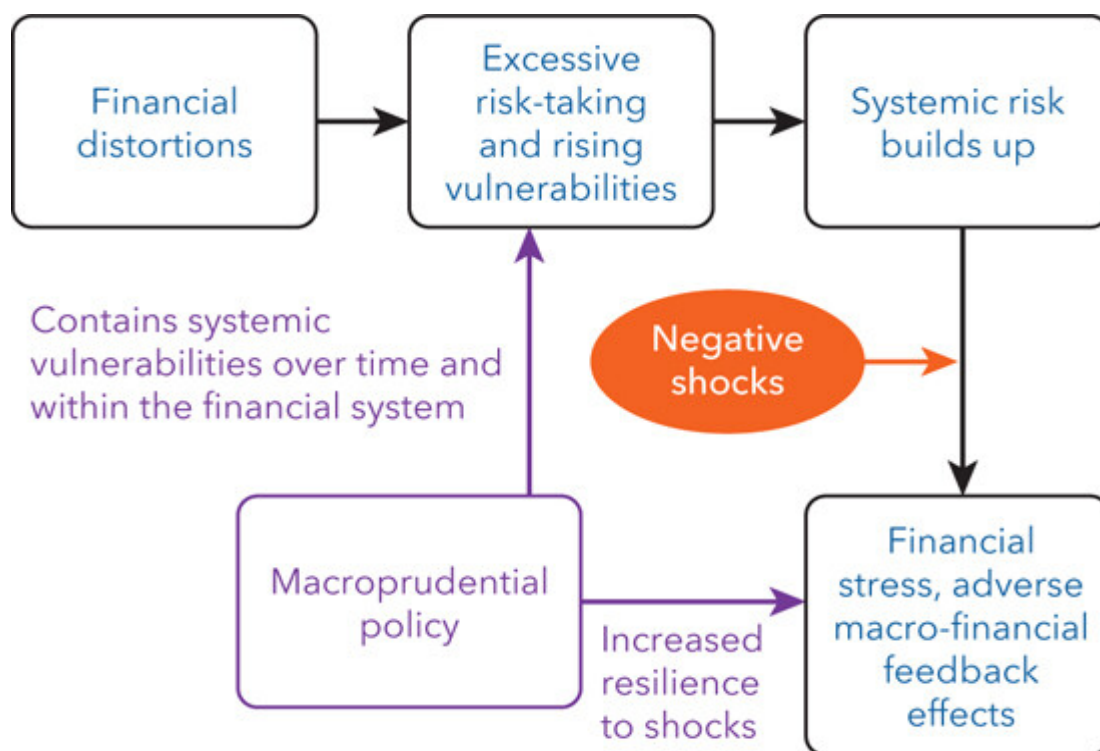 Financial
distortions
Excessive
risk-taking
and rising
vulnerabilities
Systemic risk
builds up
Contains systemic
vulnerabilities over time and
within the financial system
Negative
shocks
Macroprudential
policy
Increased
resilience
to shocks
Financial
stress, adverse
macro-financial
feedback
effects